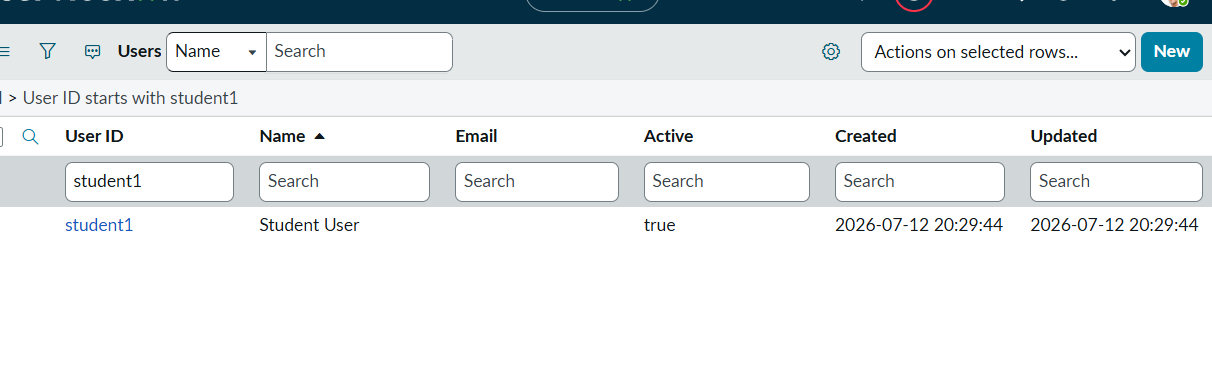 Users Name Search Actions on selected rows... New
> User ID starts with student1
User ID Name Email Active Created Updated
student1 Search Search Search Search Search
student1 Student User true 2026-07-12 20:29:44 2026-07-12 20:29:44